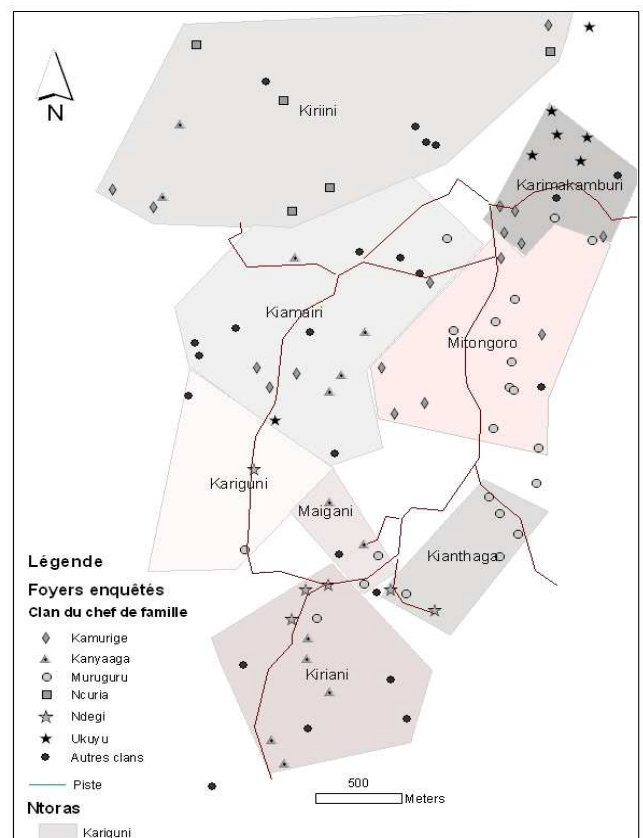 N
Kiriini
Karimakamburi
Kiamairi
Mitongoro
Kariguni
Maigani
Kianthaga
Kiriani
Légende
Foyers enquêtés
Clan du chef de famille
Kamurige
Kanyaaga
Muruguru
Ncuria
Ndegi
Ukuyu
Autres clans
Piste
500
Meters
Ntoras
Kariguni